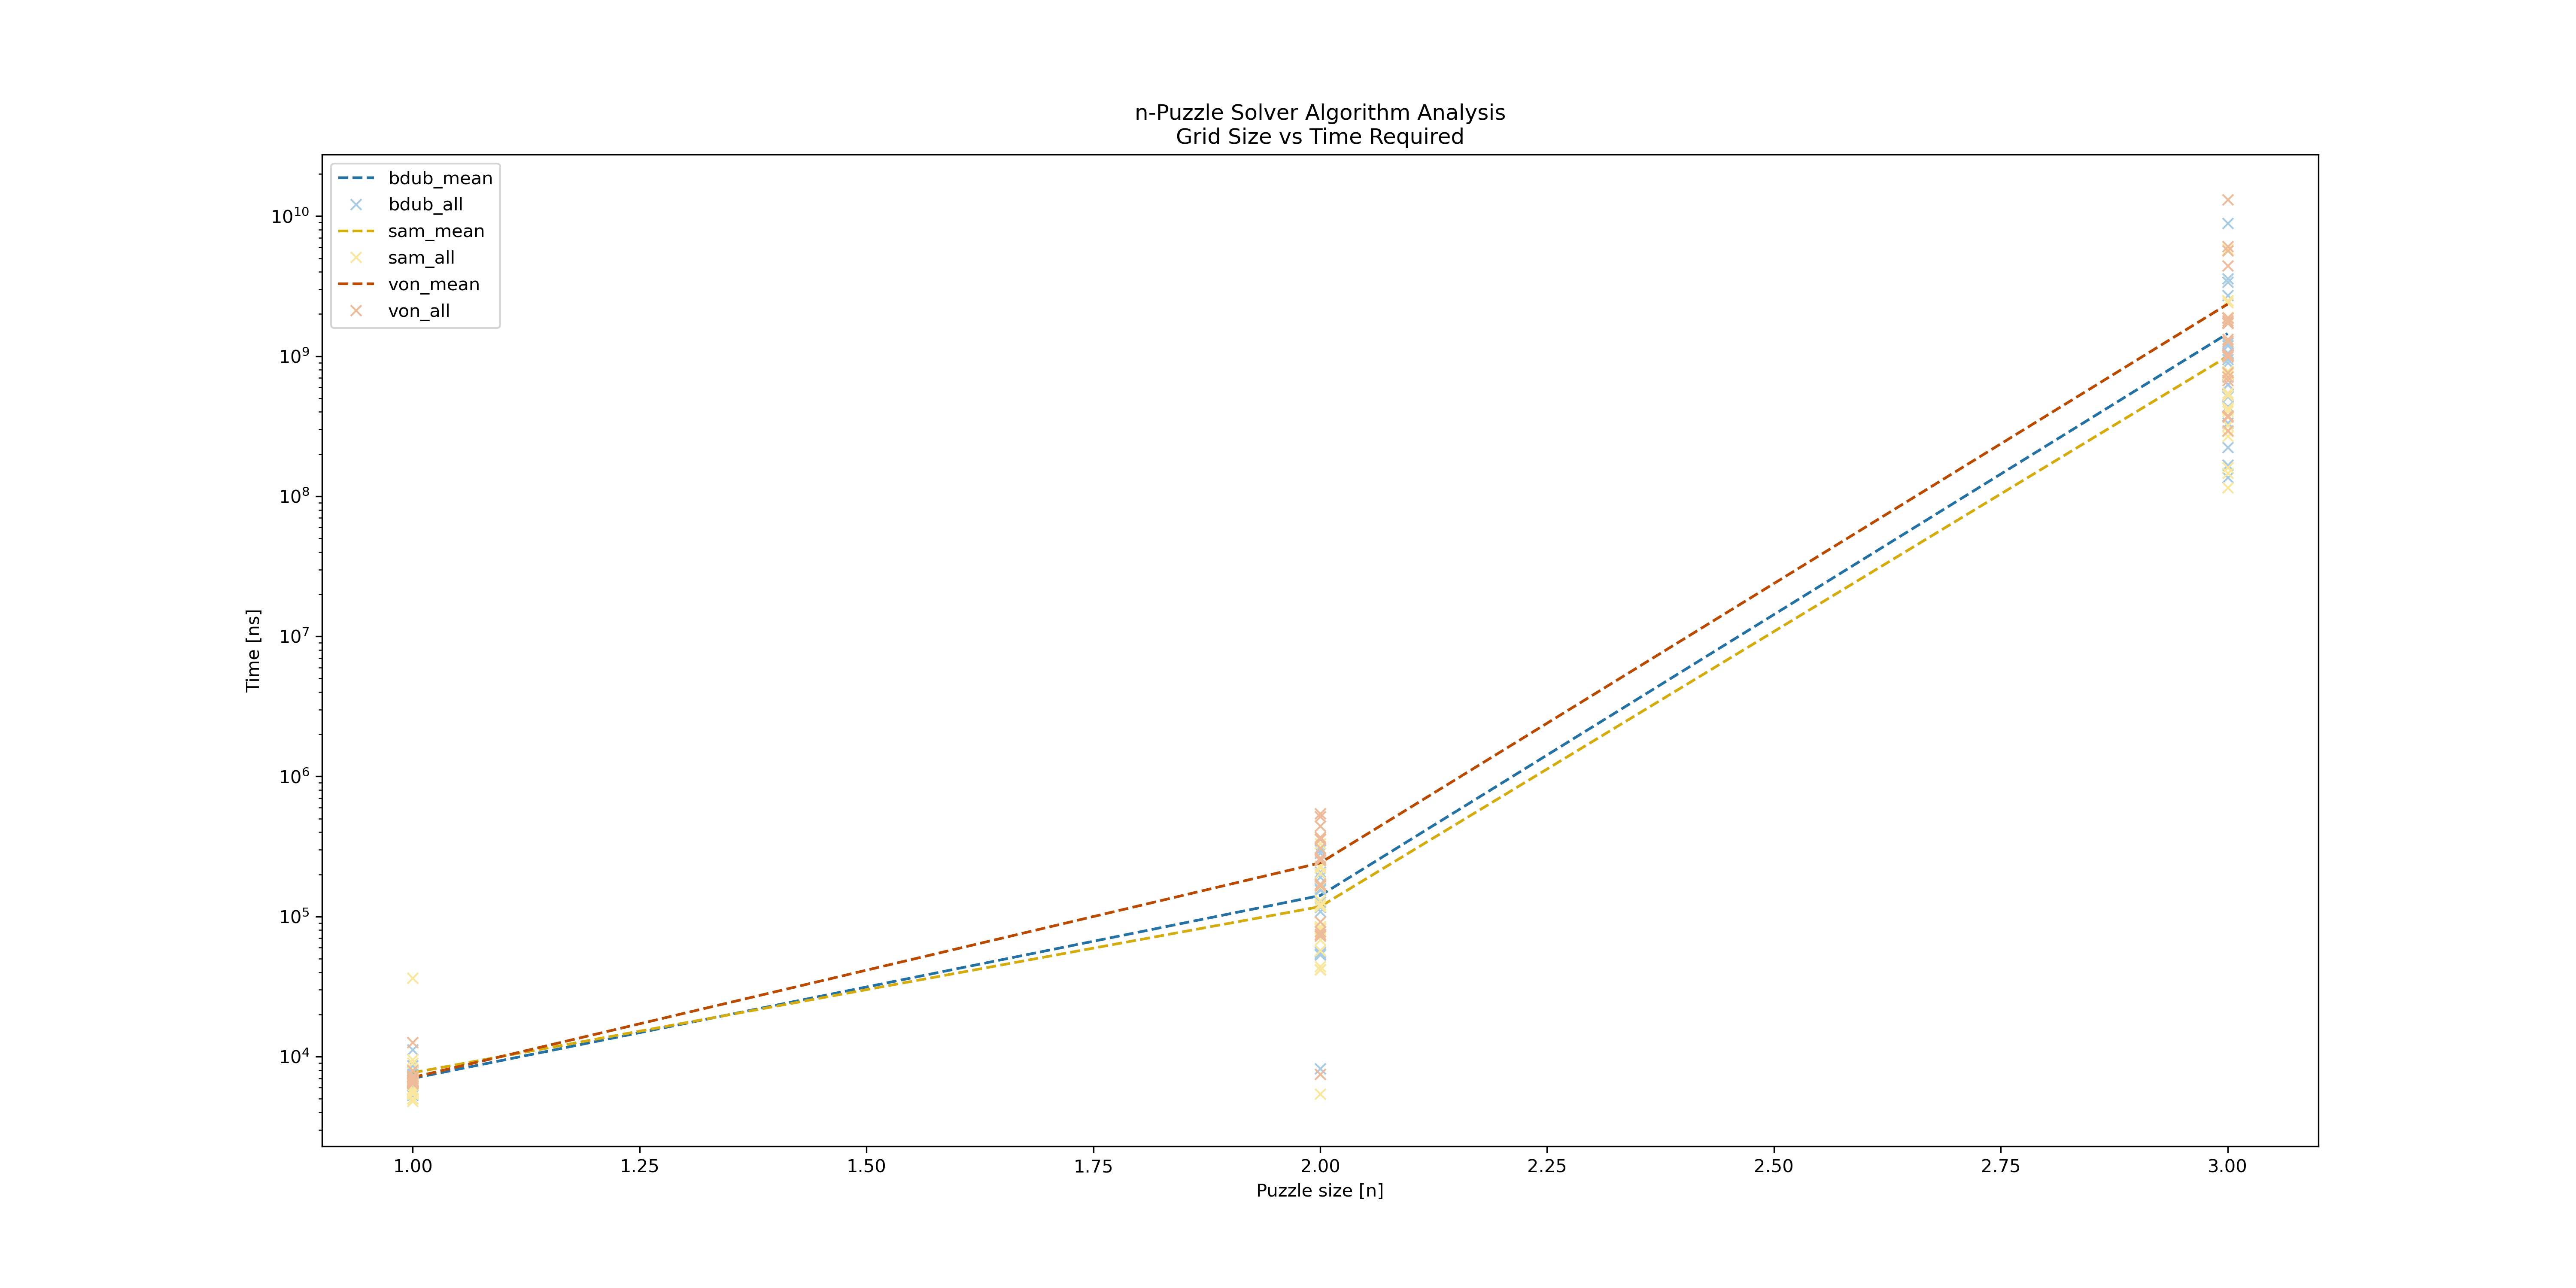 n-Puzzle Solver Algorithm Analysis
Grid Size vs Time Required
bdub_mean
bdub_all
sam_mean
sam_all
von_mean
von_all
10^10
10^9
10^8
10^7
10^6
10^5
10^4
Time [ns]
1.00 1.25 1.50 1.75 2.00 2.25 2.50 2.75 3.00
Puzzle size [n]